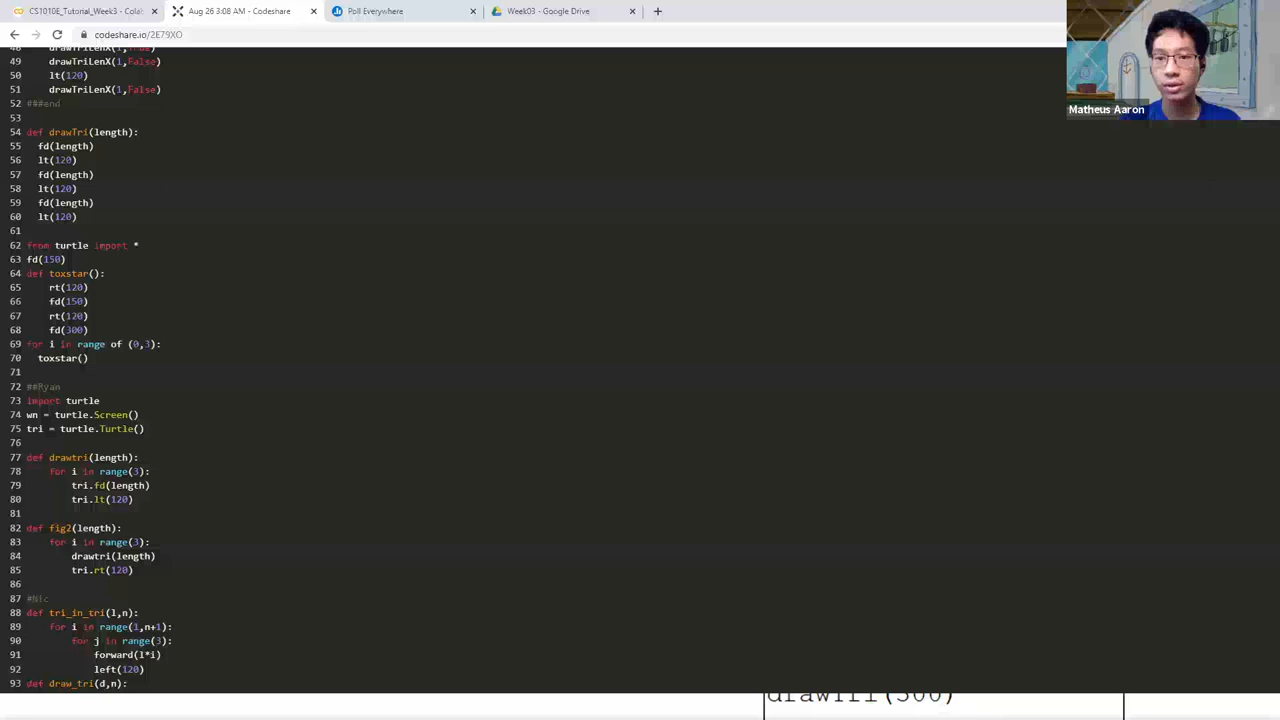 CS1010E_Tutorial_Week3 - Colab
Aug 26 3:08 AM - Codeshare
Poll Everywhere
Week03 - Google Drive
codeshare.io/2E79XO
Matheus Aaron
48 drawTriLenX(1,True)
49 drawTriLenX(1,False)
50 lt(120)
51 drawTriLenX(1,False)
52 ###end
53
54 def drawTri(length):
55 fd(length)
56 lt(120)
57 fd(length)
58 lt(120)
59 fd(length)
60 lt(120)
61
62 from turtle import *
63 fd(150)
64 def toxstar():
65 rt(120)
66 fd(150)
67 rt(120)
68 fd(300)
69 for i in range of (0,3):
70 toxstar()
71
72 ##Ryan
73 import turtle
74 wn = turtle.Screen()
75 tri = turtle.Turtle()
76
77 def drawtri(length):
78 for i in range(3):
79 tri.fd(length)
80 tri.lt(120)
81
82 def fig2(length):
83 for i in range(3):
84 drawtri(length)
85 tri.rt(120)
86
87 #Nic
88 def tri_in_tri(l,n):
89 for i in range(1,n+1):
90 for j in range(3):
91 forward(l*i)
92 left(120)
93 def draw_tri(d,n):
drawTri(300)